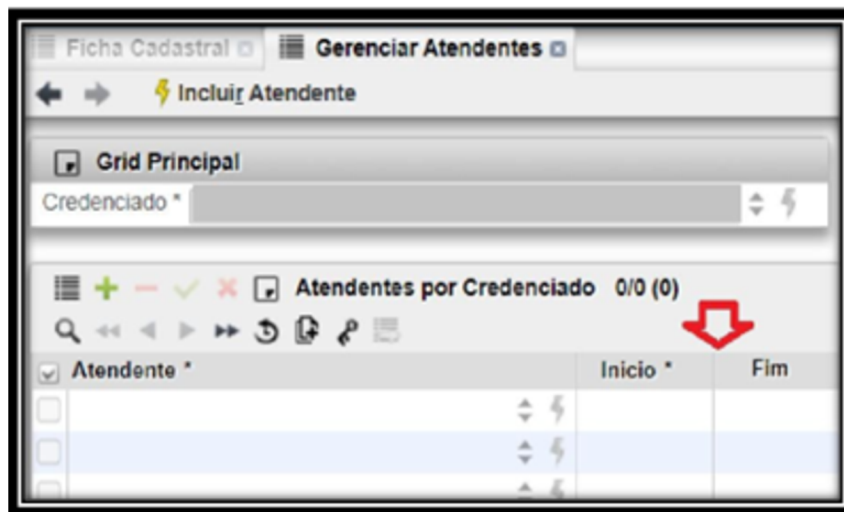 Ficha Cadastral Gerenciar Atendentes
Incluir Atendente
Grid Principal
Credenciado *
Atendentes por Credenciado 0/0 (0)
Atendente * Inicio * Fim